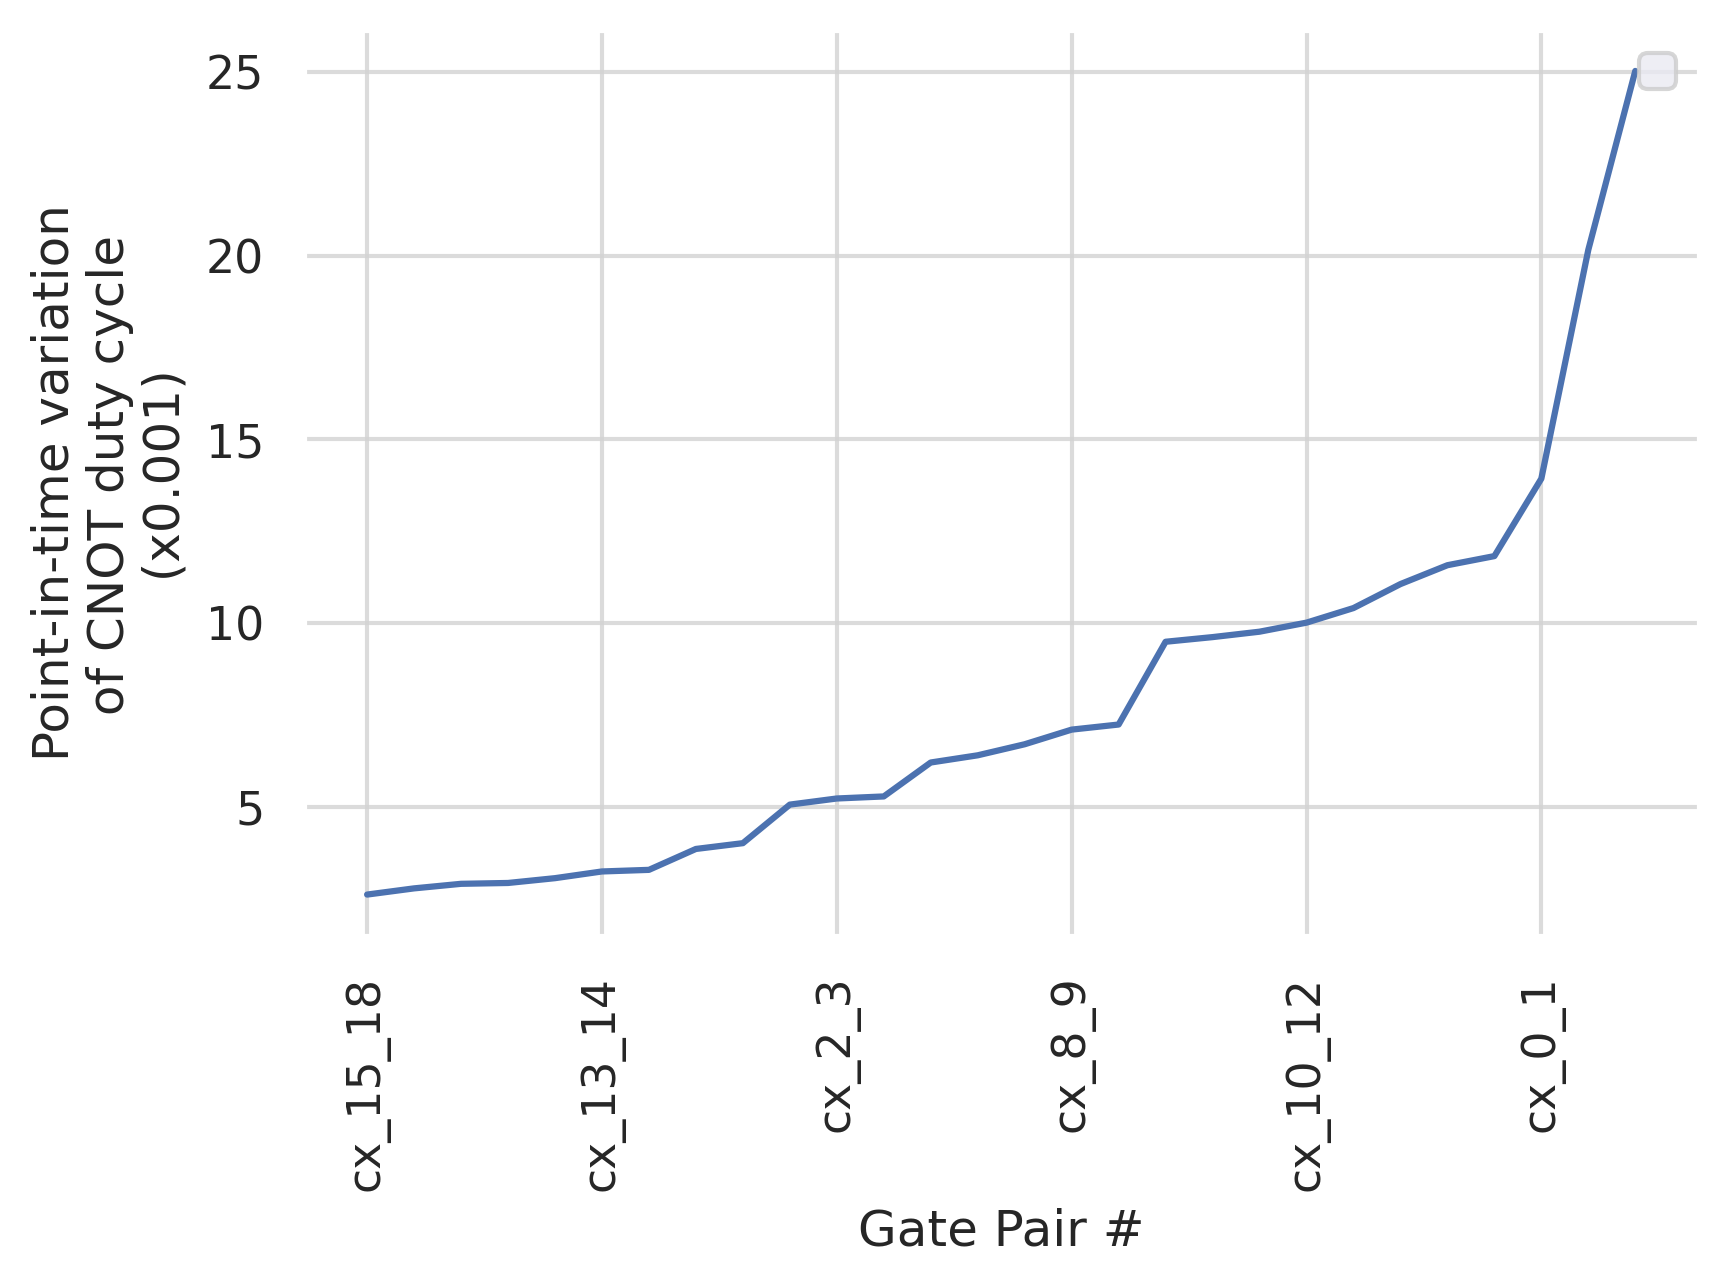 Point-in-time variation
of CNOT duty cycle
(x0.001)
25
20
15
10
5
cx_15_18
cx_13_14
cx_2_3
cx_8_9
cx_10_12
cx_0_1
Gate Pair #